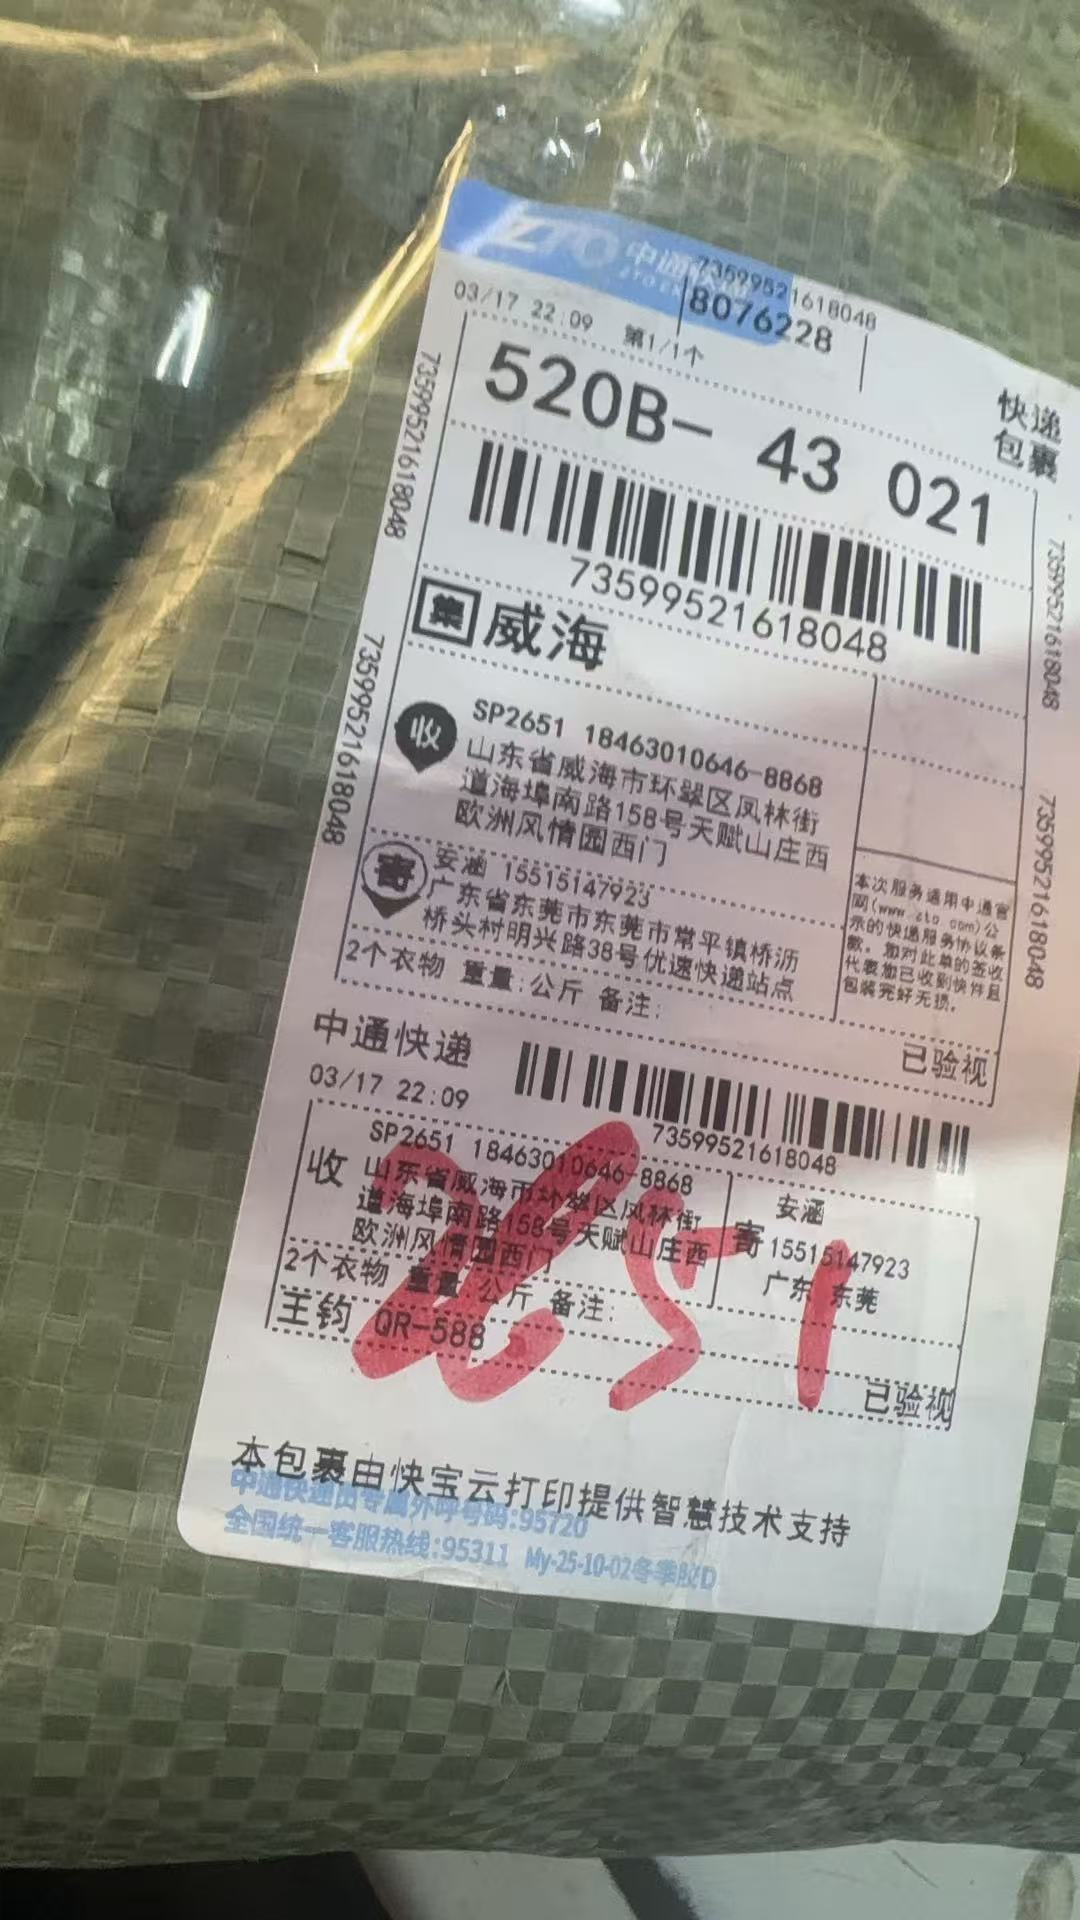 ZTO 中通快递
73599521618048
8076228
03/17 22:09 第1/1个
快递
包裹
520B- 43 021
73599521618048
73599521618048
73599521618048
73599521618048
73599521618048
73599521618048
集 威海
收
SP2651 18463010646-8868
山东省威海市环翠区凤林街
道海埠南路158号天赋山庄西
欧洲风情园西门
寄
安涵 15515147923
广东省东莞市东莞市常平镇桥沥
桥头村明兴路38号优速快递站点
本次服务适用中通官
网(www.zto.com)公
示的快递服务协议条
款。您对此单的签收
代表您已收到快件且
包装完好无损。
2个衣物 重量:公斤 备注:
已验视
中通快递
03/17 22:09
73599521618048
收
SP2651 18463010646-8868
山东省威海市环翠区凤林街
道海埠南路158号天赋山庄西
欧洲风情园西门
寄
安涵
15515147923
广东 东莞
2个衣物 重量:公斤 备注:
王钧 QR-588
已验视
本包裹由快宝云打印提供智慧技术支持
中通快递员专属外呼号码:95720
全国统一客服热线:95311 My-25-10-02冬季胶D